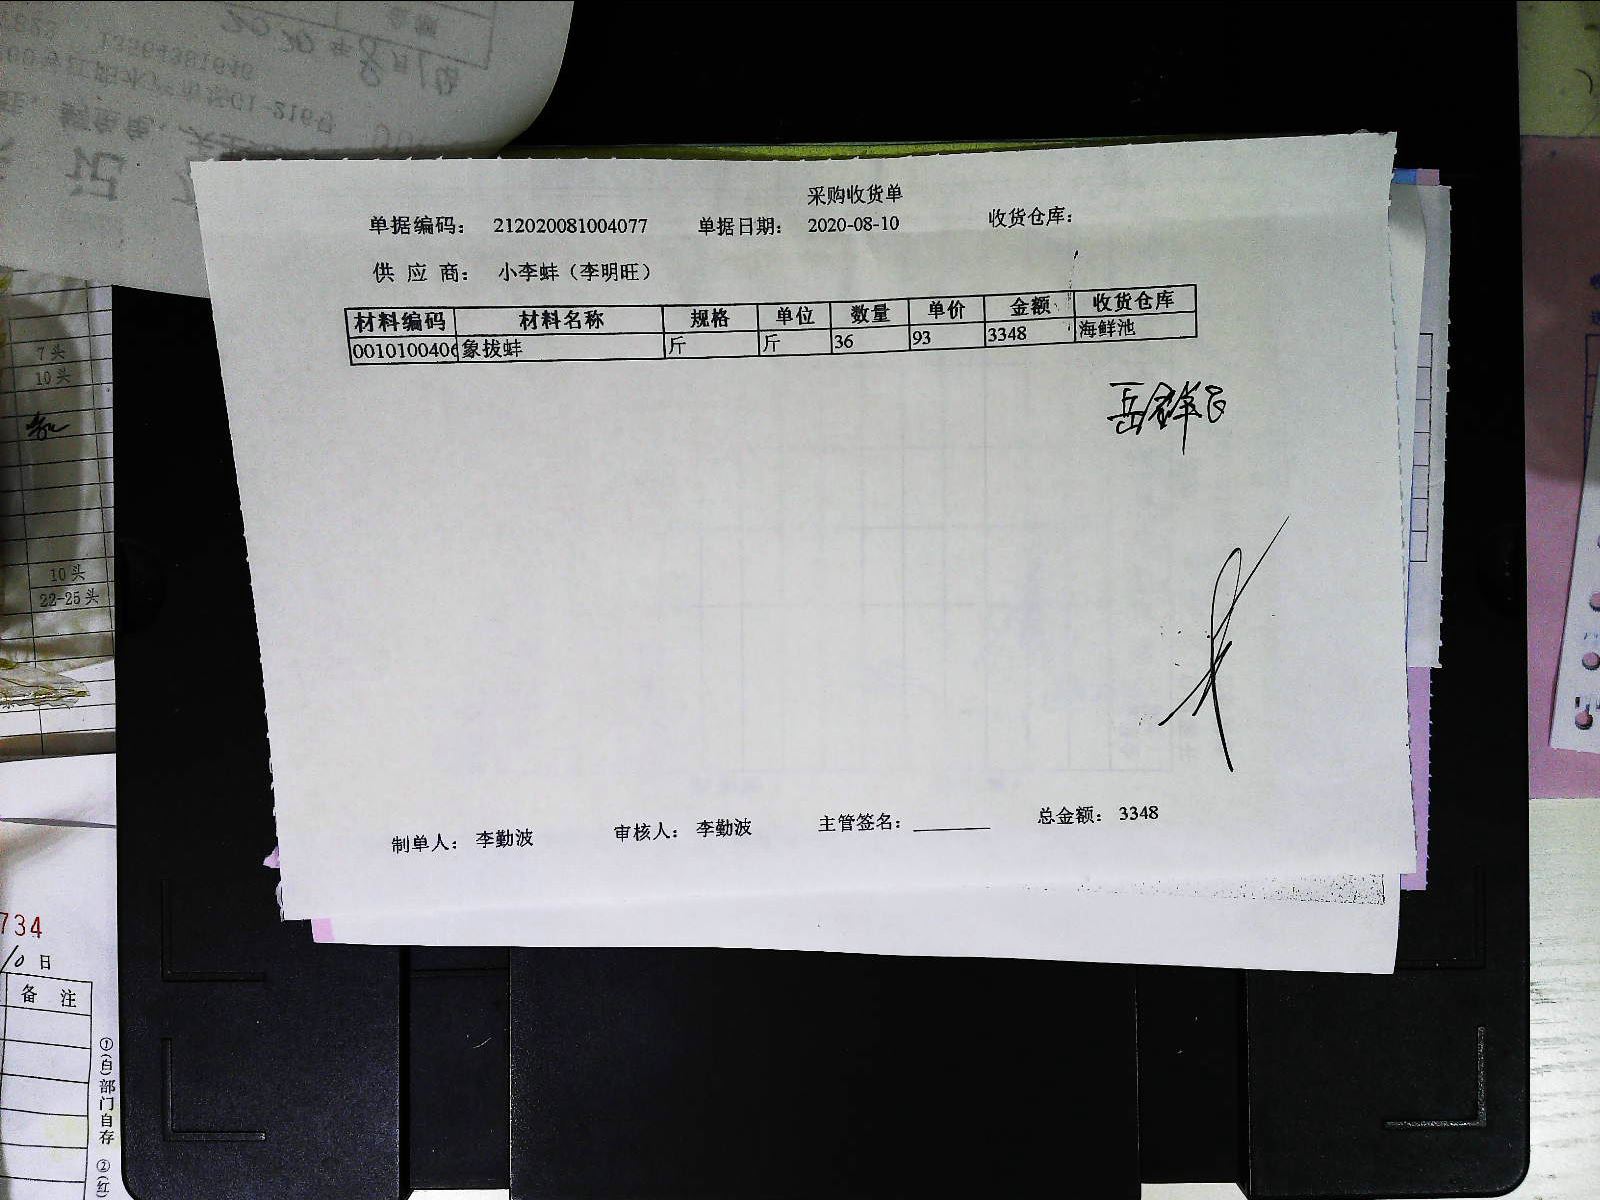 采购收货单
单据编码： 212020081004077 单据日期： 2020-08-10 收货仓库：
供 应 商： 小李蚌（李明旺）
材料编码 材料名称 规格 单位 数量 单价 金额 收货仓库
0010100406 象拔蚌 斤 斤 36 93 3348 海鲜池
制单人： 李勤波 审核人： 李勤波 主管签名： 总金额： 3348
7头
10头
10头
22-25头
734
10 日
备 注
①(白)部门自存 ②(红)